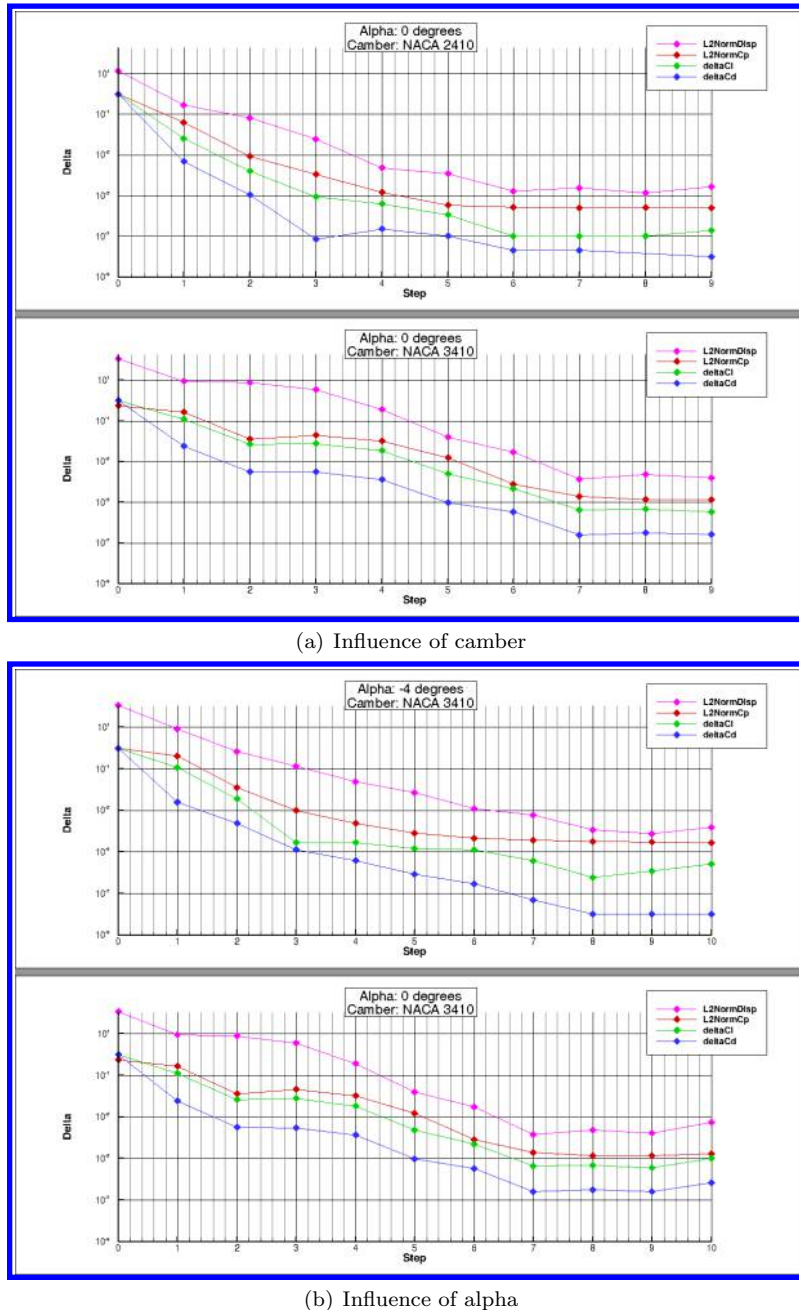 Alpha: 0 degrees
Camber: NACA 2410
L2NormDisp
L2NormCp
deltaCl
deltaCd
Delta
0 1 2 3 4 5 6 7 8 9
Step
Alpha: 0 degrees
Camber: NACA 3410
L2NormDisp
L2NormCp
deltaCl
deltaCd
Delta
0 1 2 3 4 5 6 7 8 9
Step
(a) Influence of camber
Alpha: -4 degrees
Camber: NACA 3410
L2NormDisp
L2NormCp
deltaCl
deltaCd
Delta
0 1 2 3 4 5 6 7 8 9 10
Step
Alpha: 0 degrees
Camber: NACA 3410
L2NormDisp
L2NormCp
deltaCl
deltaCd
Delta
0 1 2 3 4 5 6 7 8 9 10
Step
(b) Influence of alpha